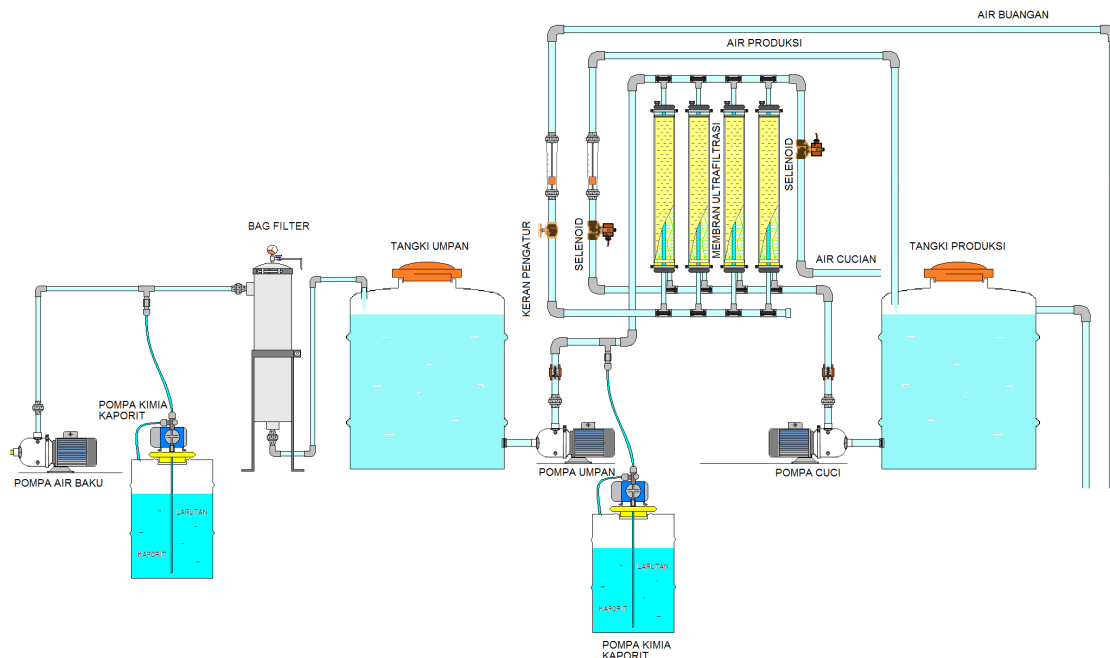 AIR BUANGAN
AIR PRODUKSI
BAG FILTER
TANGKI UMPAN
KERAN PENGATUR
SELENOID
MEMBRAN ULTRAFILTRASI
SELENOID
AIR CUCIAN
TANGKI PRODUKSI
POMPA KIMIA
KAPORIT
POMPA AIR BAKU
LARUTAN
KAPORIT
POMPA UMPAN
POMPA CUCI
LARUTAN
KAPORIT
POMPA KIMIA
KAPORIT